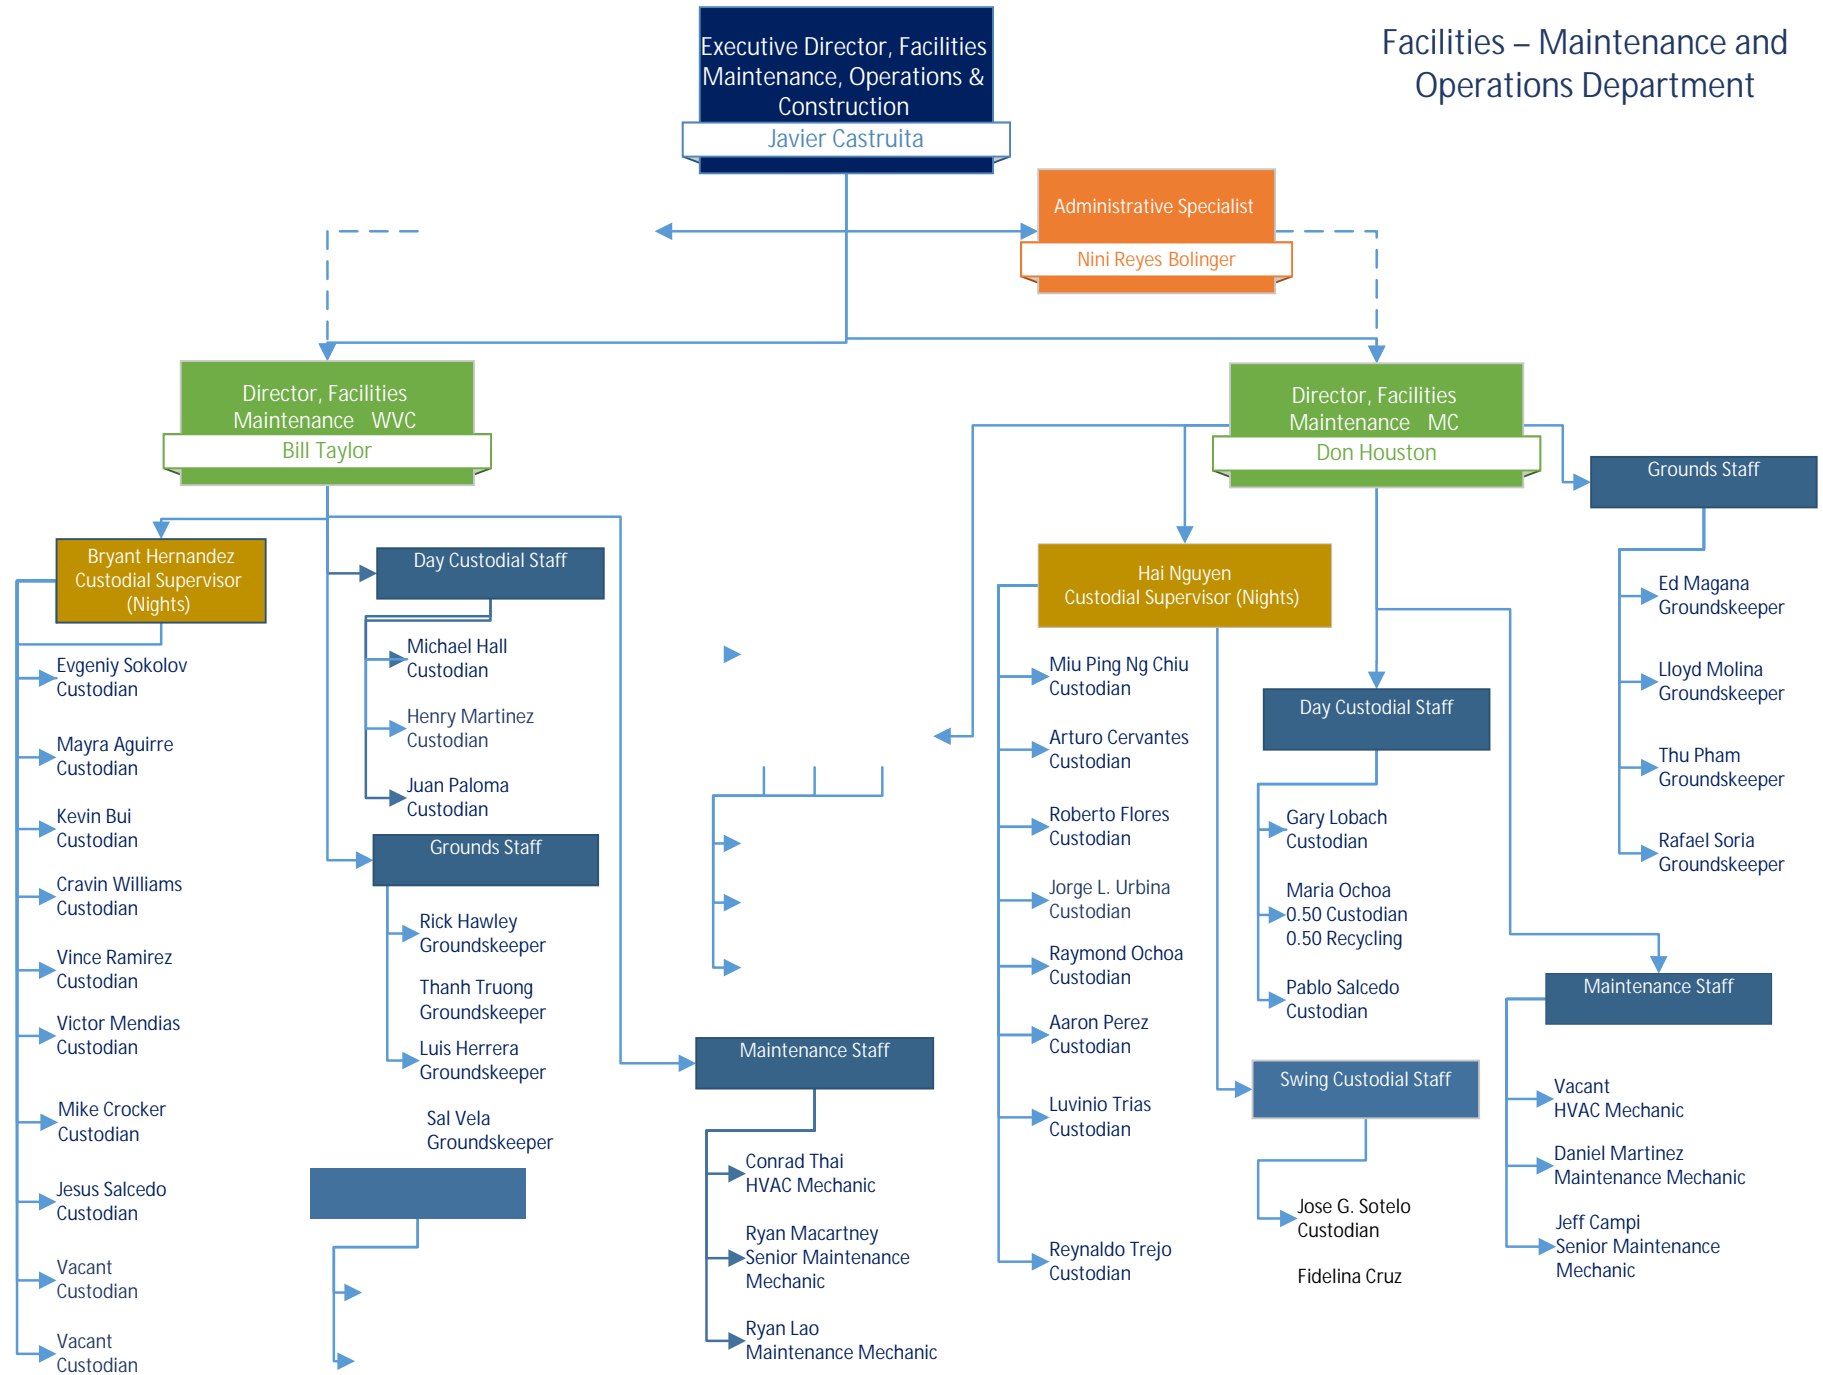 Facilities – Maintenance and
Operations Department
Executive Director, Facilities
Maintenance, Operations &
Construction
Javier Castruita
Administrative Specialist
Nini Reyes Bolinger
Director, Facilities
Maintenance WVC
Bill Taylor
Bryant Hernandez
Custodial Supervisor
(Nights)
Evgeniy Sokolov
Custodian
Mayra Aguirre
Custodian
Kevin Bui
Custodian
Cravin Williams
Custodian
Vince Ramirez
Custodian
Victor Mendias
Custodian
Mike Crocker
Custodian
Jesus Salcedo
Custodian
Vacant
Custodian
Vacant
Custodian
Day Custodial Staff
Michael Hall
Custodian
Henry Martinez
Custodian
Juan Paloma
Custodian
Grounds Staff
Rick Hawley
Groundskeeper
Thanh Truong
Groundskeeper
Luis Herrera
Groundskeeper
Sal Vela
Groundskeeper
Maintenance Staff
Conrad Thai
HVAC Mechanic
Ryan Macartney
Senior Maintenance
Mechanic
Ryan Lao
Maintenance Mechanic
Director, Facilities
Maintenance MC
Don Houston
Hai Nguyen
Custodial Supervisor (Nights)
Miu Ping Ng Chiu
Custodian
Arturo Cervantes
Custodian
Roberto Flores
Custodian
Jorge L. Urbina
Custodian
Raymond Ochoa
Custodian
Aaron Perez
Custodian
Luvinio Trias
Custodian
Reynaldo Trejo
Custodian
Day Custodial Staff
Gary Lobach
Custodian
Maria Ochoa
0.50 Custodian
0.50 Recycling
Pablo Salcedo
Custodian
Swing Custodial Staff
Jose G. Sotelo
Custodian
Fidelina Cruz
Grounds Staff
Ed Magana
Groundskeeper
Lloyd Molina
Groundskeeper
Thu Pham
Groundskeeper
Rafael Soria
Groundskeeper
Maintenance Staff
Vacant
HVAC Mechanic
Daniel Martinez
Maintenance Mechanic
Jeff Campi
Senior Maintenance
Mechanic